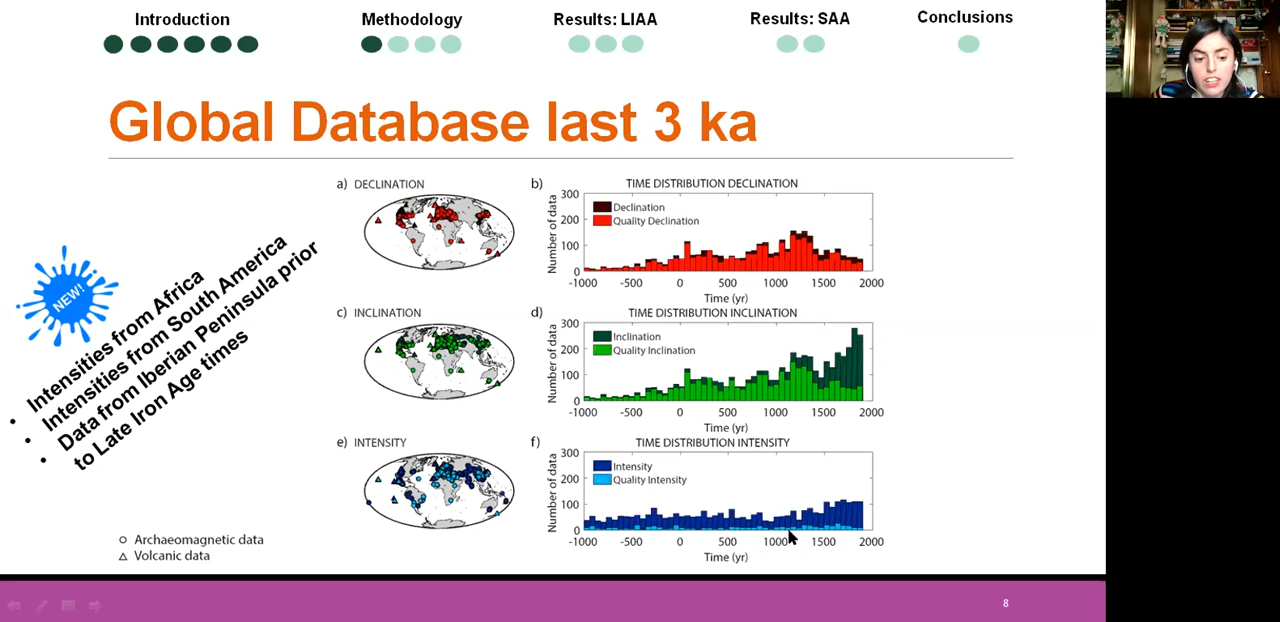 Introduction
Methodology
Results: LIAA
Results: SAA
Conclusions
Global Database last 3 ka
NEW!
• Intensities from Africa
• Intensities from South America
• Data from Iberian Peninsula prior
to Late Iron Age times
a) DECLINATION
b) TIME DISTRIBUTION DECLINATION
300
200
100
0
Number of data
Declination
Quality Declination
-1000 -500 0 500 1000 1500 2000
Time (yr)
c) INCLINATION
d) TIME DISTRIBUTION INCLINATION
300
200
100
0
Number of data
Inclination
Quality Inclination
-1000 -500 0 500 1000 1500 2000
Time (yr)
e) INTENSITY
f) TIME DISTRIBUTION INTENSITY
300
200
100
0
Number of data
Intensity
Quality Intensity
-1000 -500 0 500 1000 1500 2000
Time (yr)
Archaeomagnetic data
Volcanic data
8